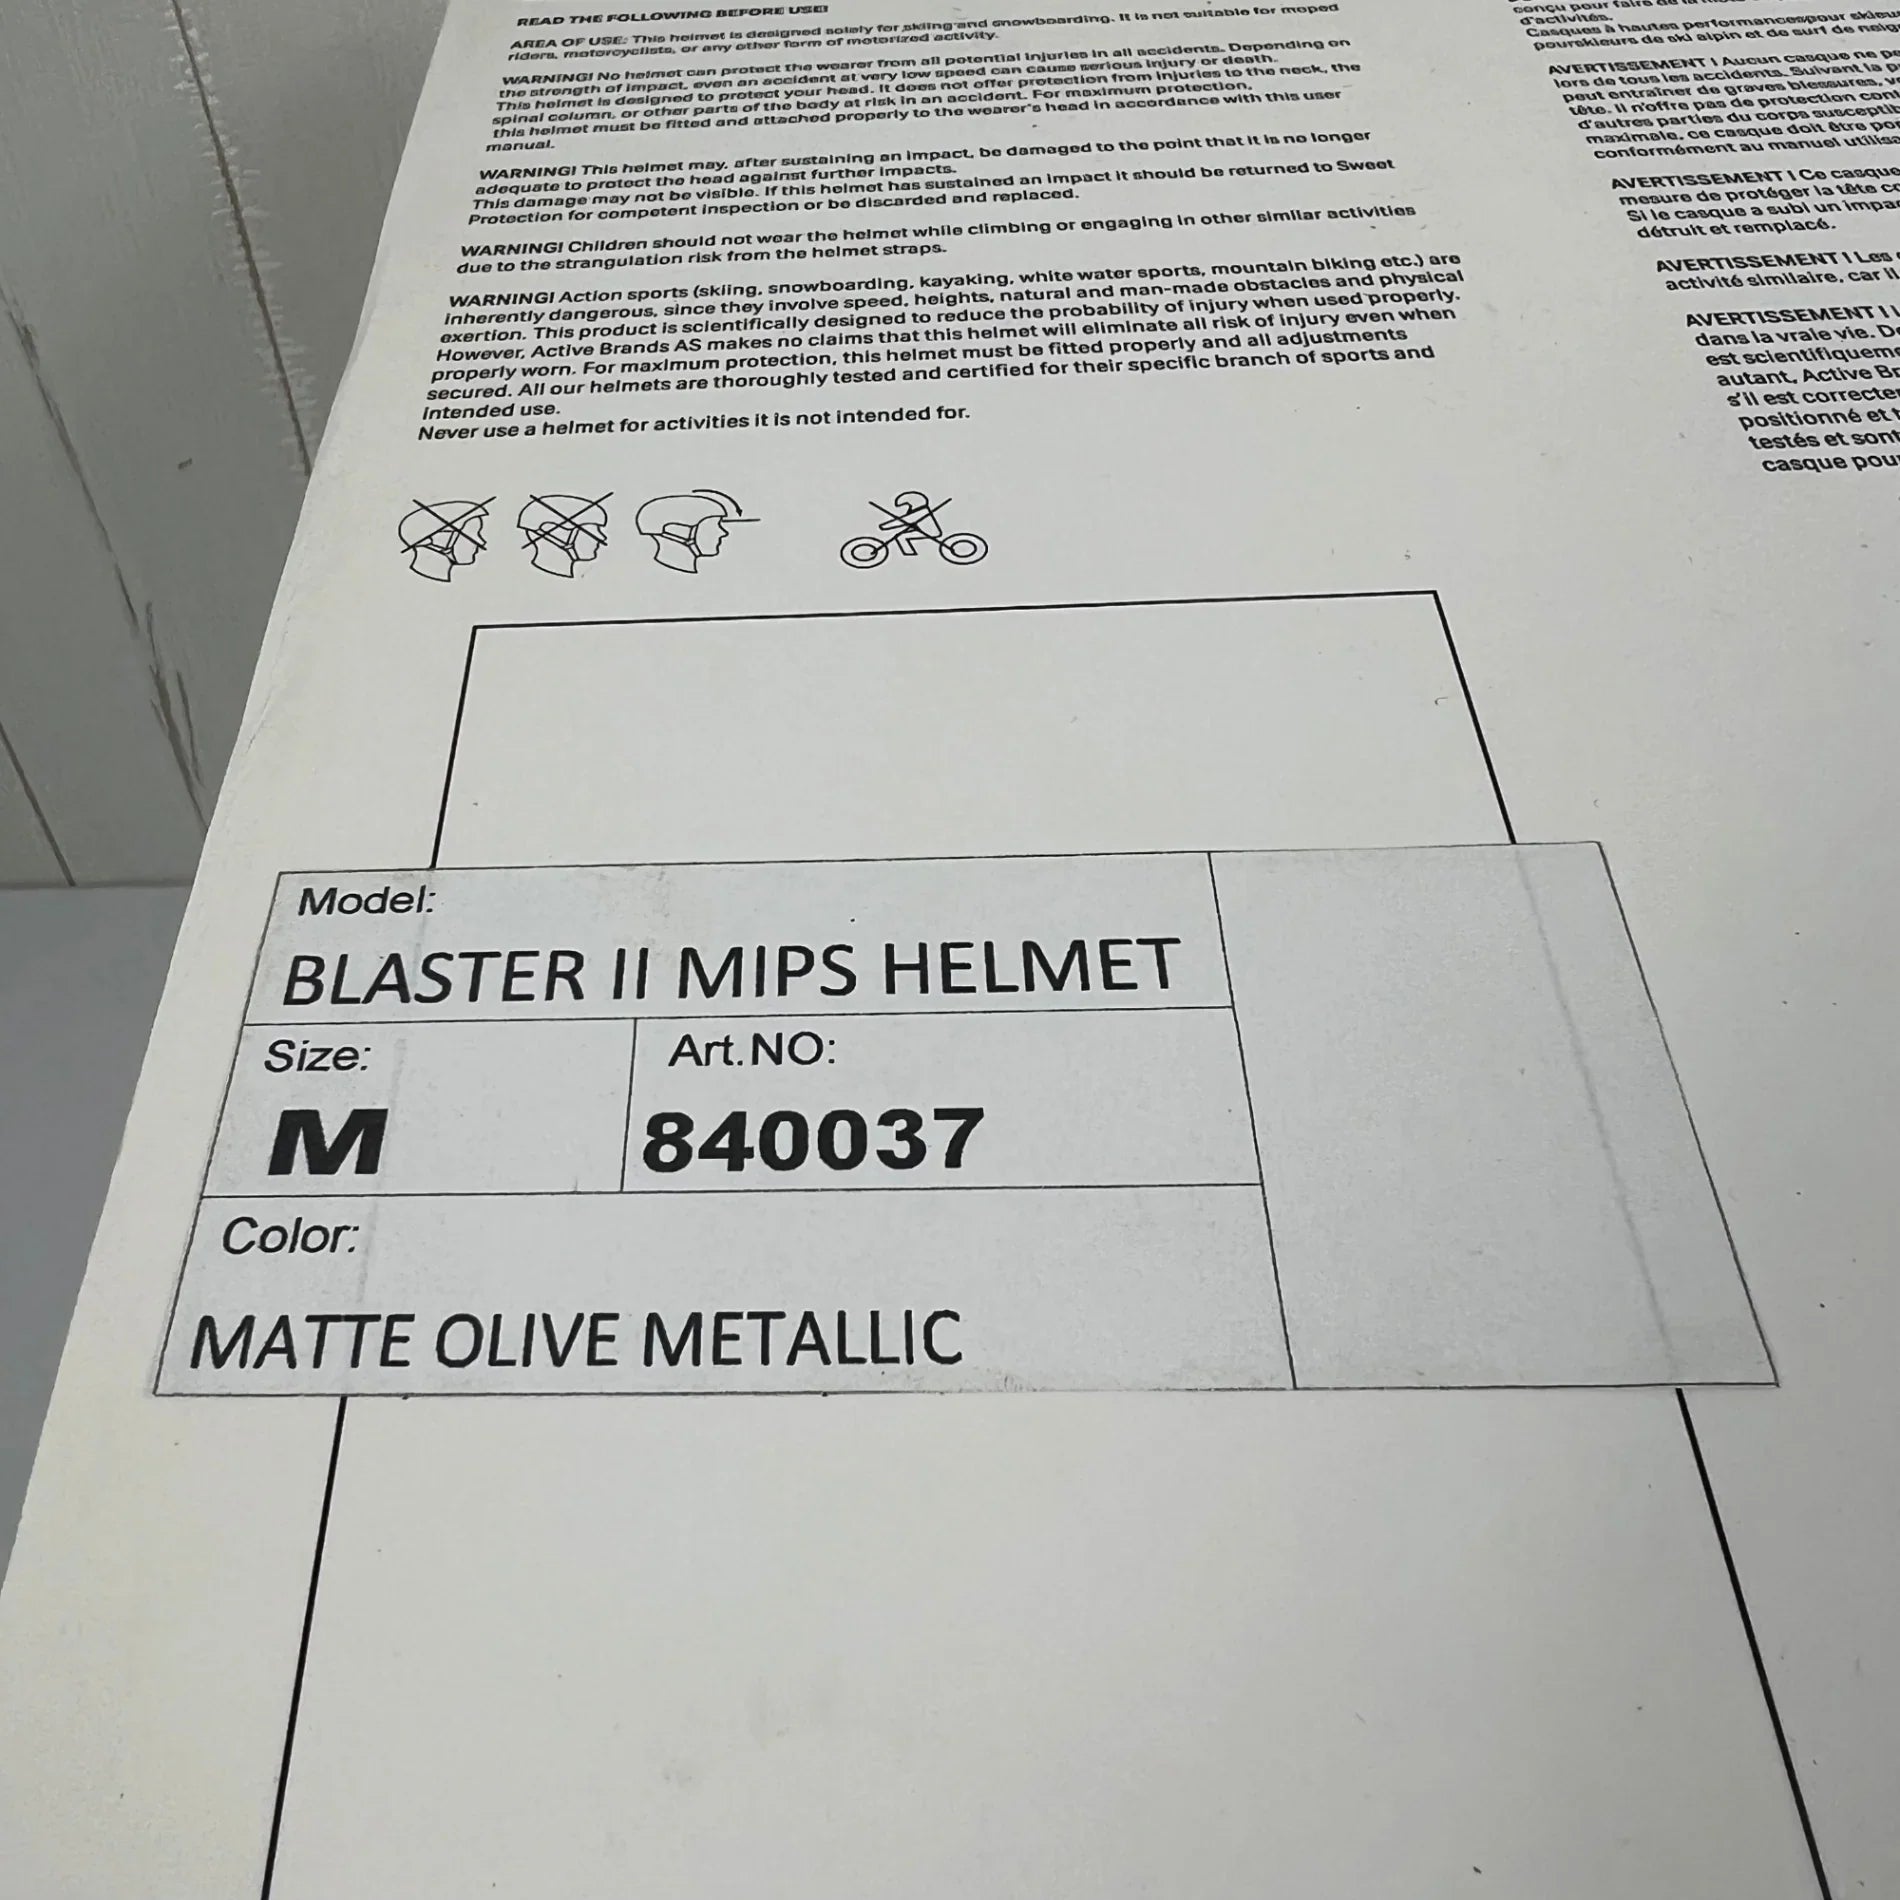 READ THE FOLLOWING BEFORE USE!
AREA OF USE: This helmet is designed solely for skiing and snowboarding. It is not suitable for moped
riders, motorcyclists, or any other form of motorized activity.
WARNING! No helmet can protect the wearer from all potential injuries in all accidents. Depending on
the strength of impact, even an accident at very low speed can cause serious injury or death.
This helmet is designed to protect your head. It does not offer protection from injuries to the neck, the
spinal column, or other parts of the body at risk in an accident. For maximum protection,
this helmet must be fitted and attached properly to the wearer's head in accordance with this user
manual.
WARNING! This helmet may, after sustaining an impact, be damaged to the point that it is no longer
adequate to protect the head against further impacts.
This damage may not be visible. If this helmet has sustained an impact it should be returned to Sweet
Protection for competent inspection or be discarded and replaced.
WARNING! Children should not wear the helmet while climbing or engaging in other similar activities
due to the strangulation risk from the helmet straps.
WARNING! Action sports (skiing, snowboarding, kayaking, white water sports, mountain biking etc.) are
inherently dangerous, since they involve speed, heights, natural and man-made obstacles and physical
exertion. This product is scientifically designed to reduce the probability of injury when used properly.
However, Active Brands AS makes no claims that this helmet will eliminate all risk of injury even when
properly worn. For maximum protection, this helmet must be fitted properly and all adjustments
secured. All our helmets are thoroughly tested and certified for their specific branch of sports and
intended use.
Never use a helmet for activities it is not intended for.
conçu pour faire de la
d'activités.
Casques à hautes performances pour skieu
pourskieurs de ski alpin et de surf de neig
AVERTISSEMENT ! Aucun casque ne pe
lors de tous les accidents. Suivant la p
peut entraîner de graves blessures, v
tête. Il n'offre pas de protection cont
d'autres parties du corps susceptib
maximale, ce casque doit être por
conformément au manuel utilisa
AVERTISSEMENT ! Ce casque
mesure de protéger la tête co
Si le casque a subi un impac
détruit et remplacé.
AVERTISSEMENT ! Les
activité similaire, car il
AVERTISSEMENT ! L
dans la vraie vie. De
est scientifiqueme
autant, Active Br
s'il est correcte
positionné et t
testés et sont
casque pour
Model:
BLASTER II MIPS HELMET
Size:
Art.NO:
M
840037
Color:
MATTE OLIVE METALLIC